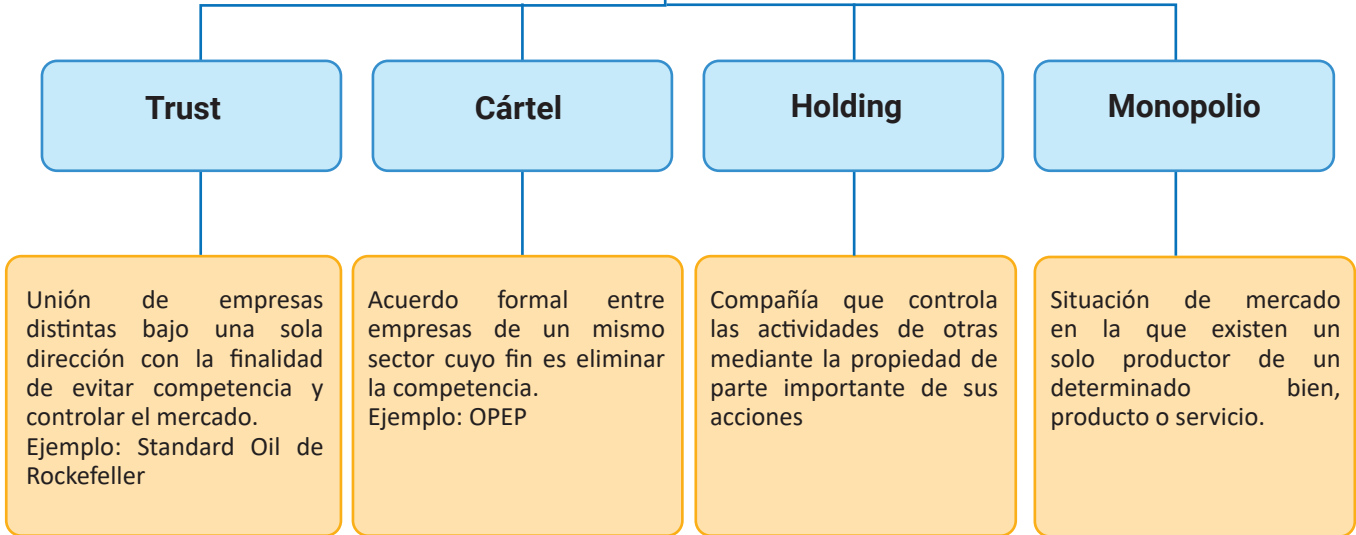 Trust
Unión de empresas
distintas bajo una sola
dirección con la finalidad
de evitar competencia y
controlar el mercado.
Ejemplo: Standard Oil de
Rockefeller
Cártel
Acuerdo formal entre
empresas de un mismo
sector cuyo fin es eliminar
la competencia.
Ejemplo: OPEP
Holding
Compañía que controla
las actividades de otras
mediante la propiedad de
parte importante de sus
acciones
Monopolio
Situación de mercado
en la que existen un
solo productor de un
determinado bien,
producto o servicio.